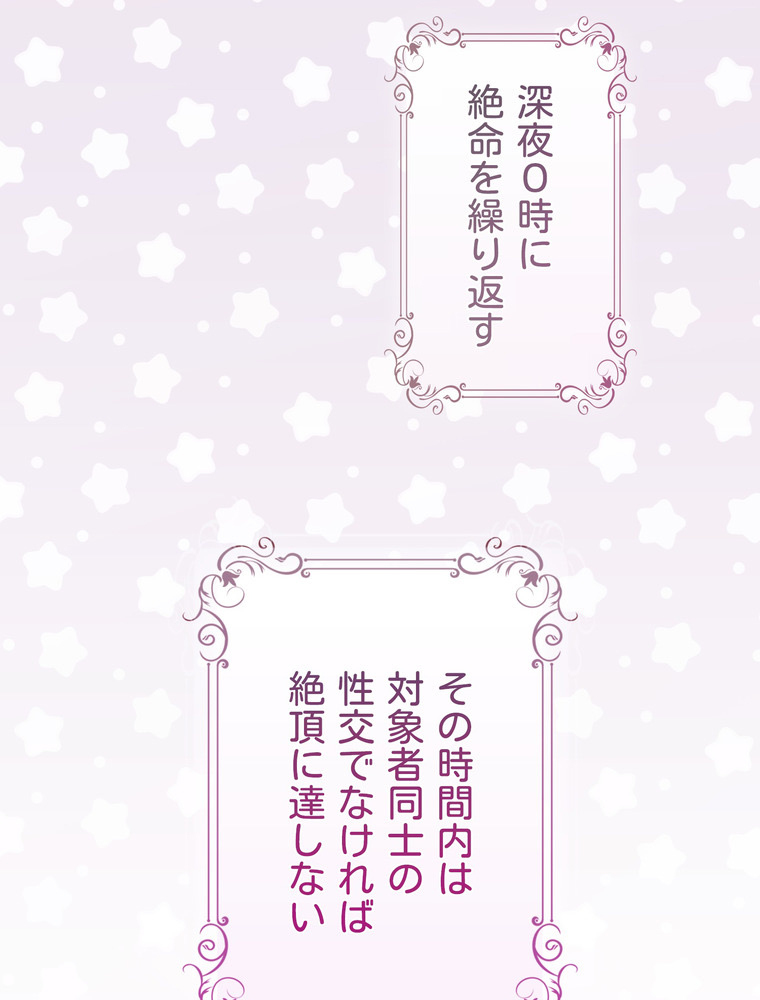 深夜0時に
絶命を繰り返す
その時間内は
対象者同士の
性交でなければ
絶頂に達しない